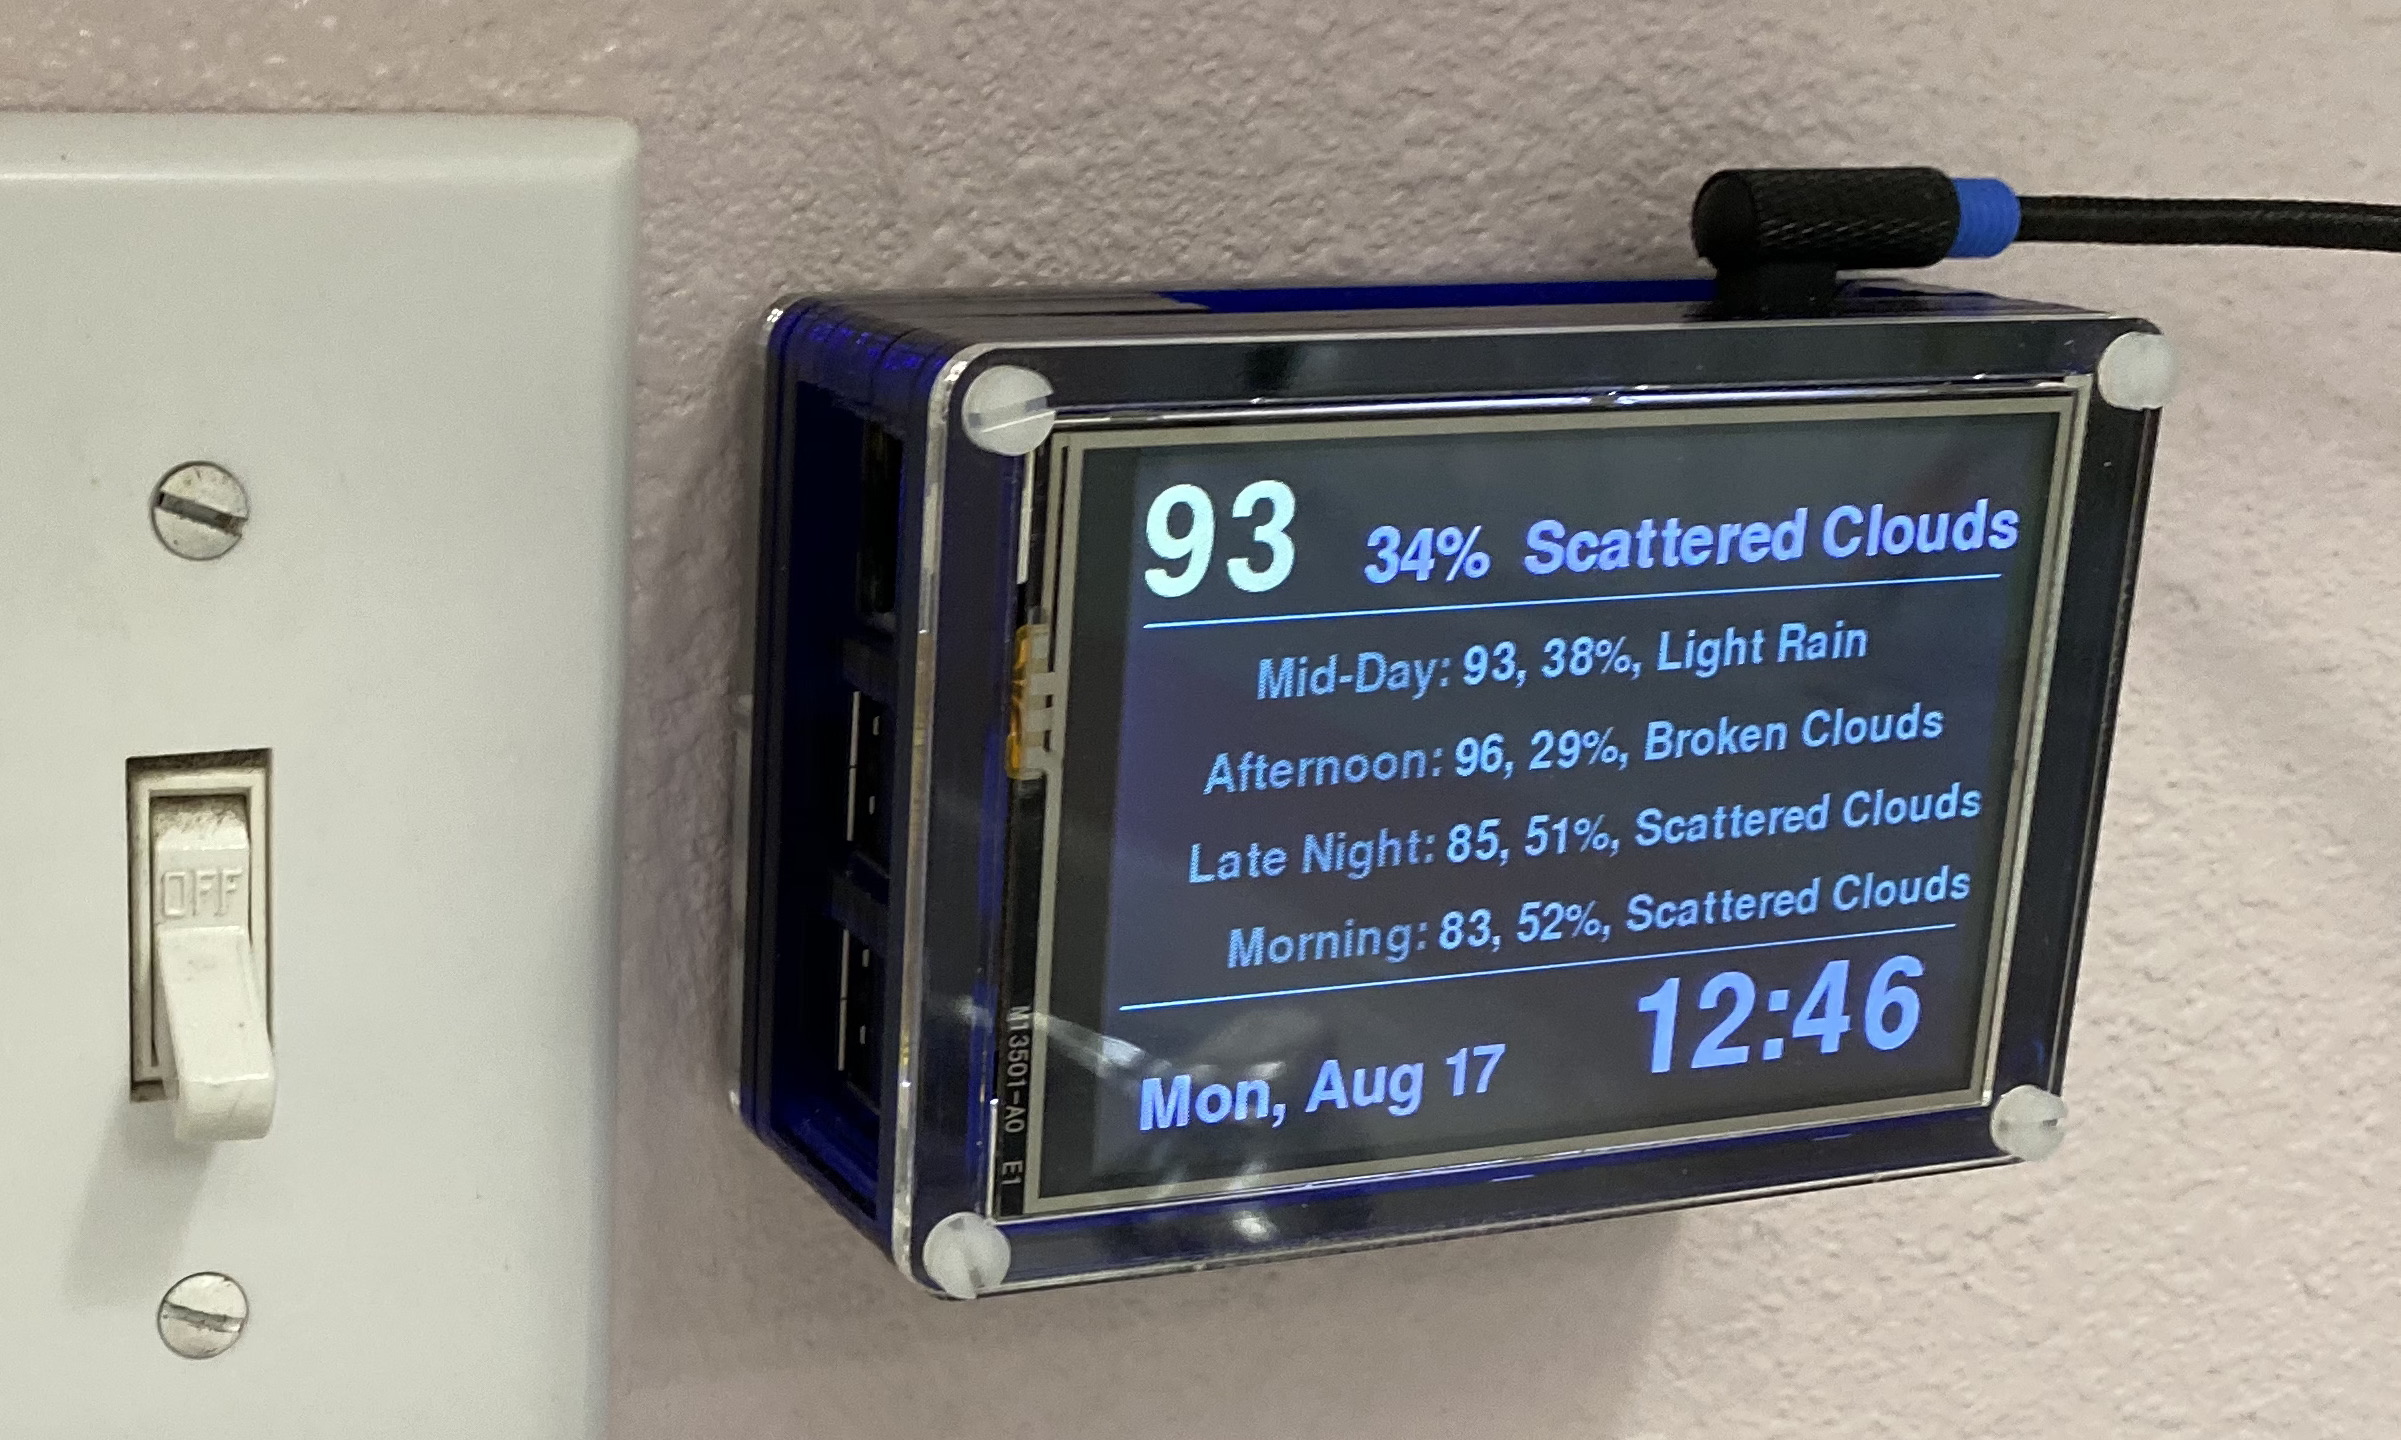 OFF
93 34% Scattered Clouds
Mid-Day: 93, 38%, Light Rain
Afternoon: 96, 29%, Broken Clouds
Late Night: 85, 51%, Scattered Clouds
Morning: 83, 52%, Scattered Clouds
Mon, Aug 17 12:46
M13501-A0 E1